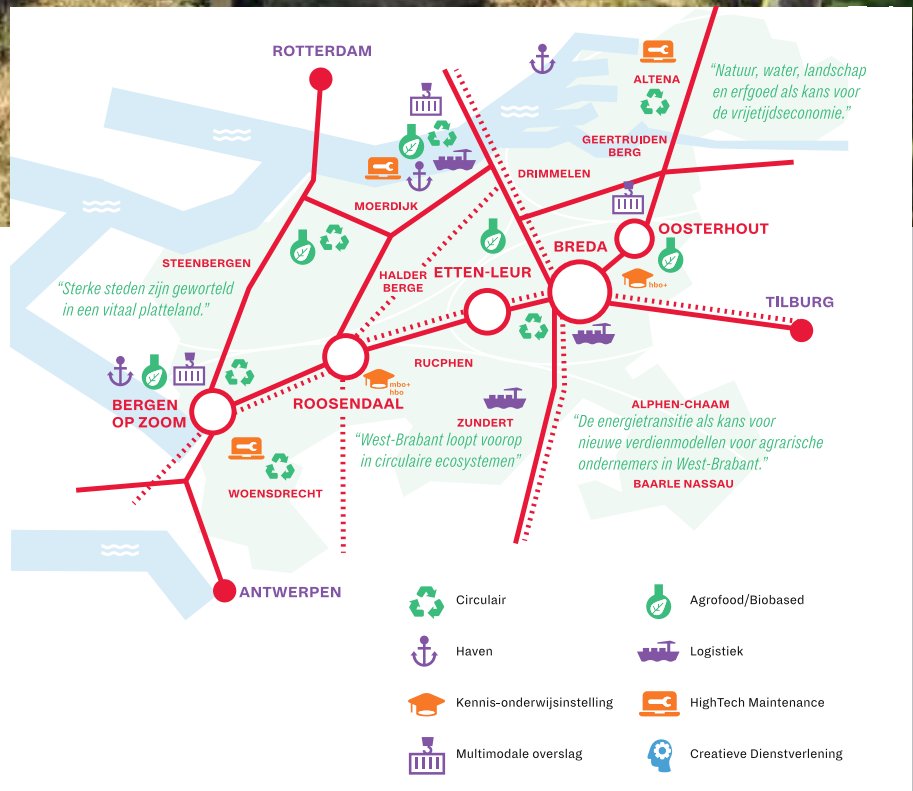 ROTTERDAM
ALTENA
“Natuur, water, landschap
en erfgoed als kans voor
de vrijetijdseconomie.”
GEERTRUIDEN
BERG
DRIMMELEN
MOERDIJK
OOSTERHOUT
BREDA
STEENBERGEN
HALDER
BERGE
ETTEN-LEUR
hbo+
“Sterke steden zijn geworteld
in een vitaal platteland.”
TILBURG
RUCPHEN
mbo+
hbo
BERGEN
OP ZOOM
ROOSENDAAL
ZUNDERT
ALPHEN-CHAAM
“West-Brabant loopt voorop
in circulaire ecosystemen”
“De energietransitie als kans voor
nieuwe verdienmodellen voor agrarische
ondernemers in West-Brabant.”
BAARLE NASSAU
WOENSDRECHT
ANTWERPEN
Circulair
Agrofood/Biobased
Haven
Logistiek
Kennis-onderwijsinstelling
HighTech Maintenance
Multimodale overslag
Creatieve Dienstverlening